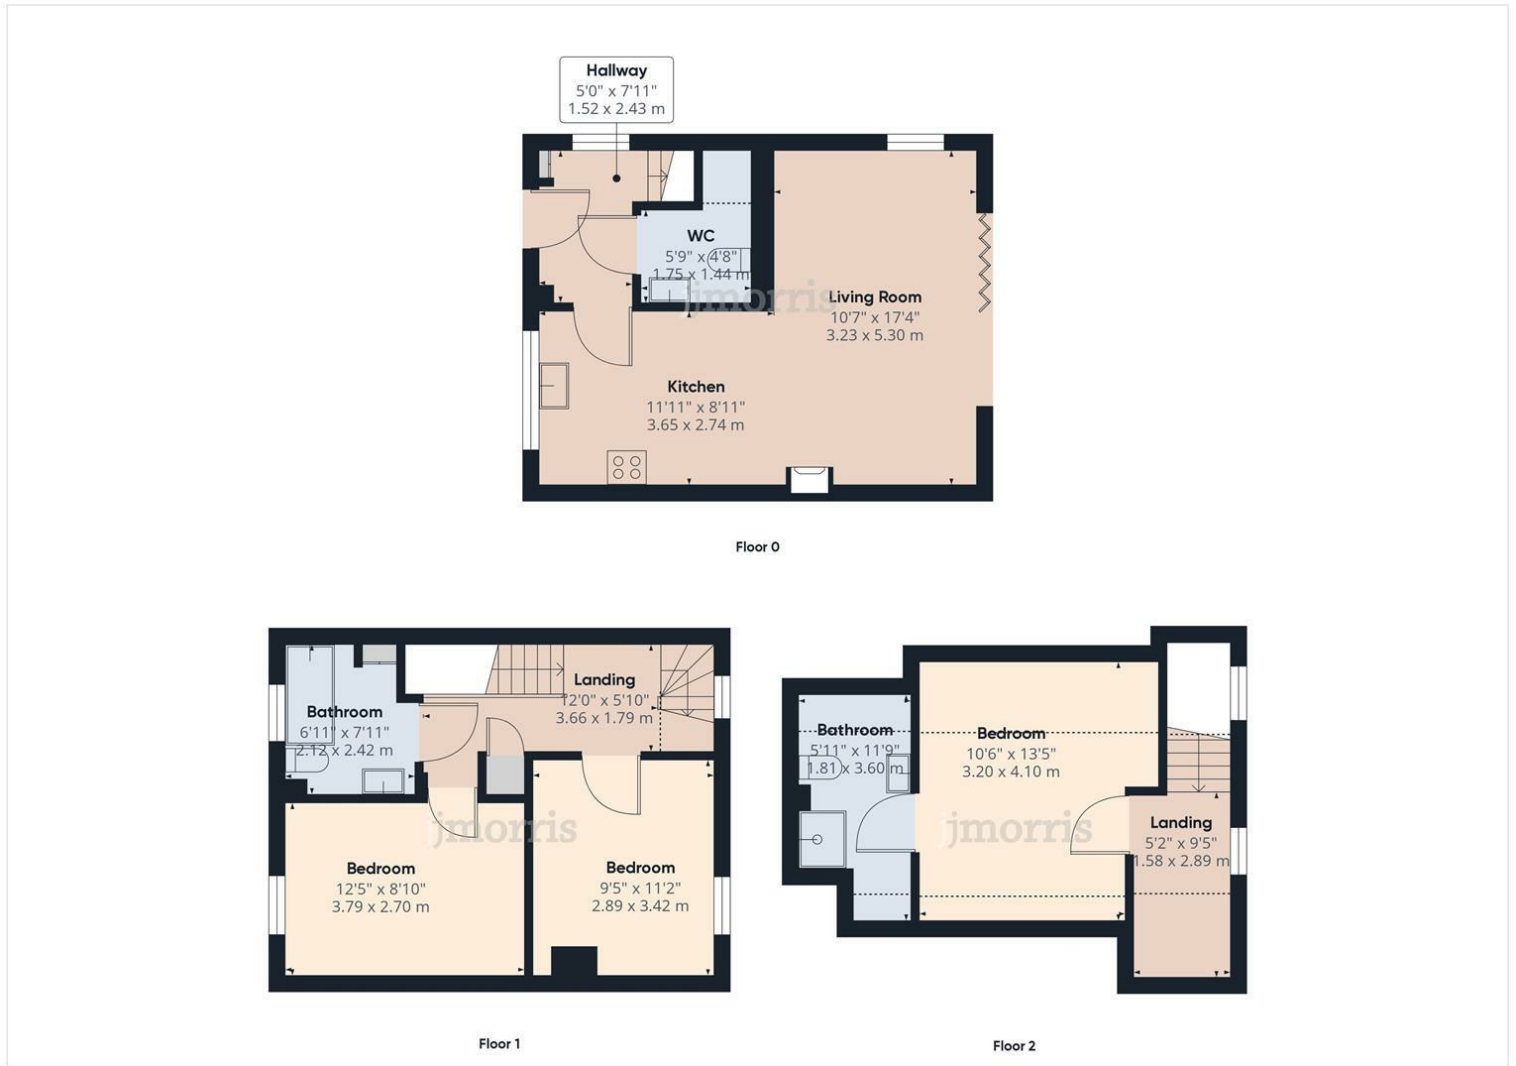 Hallway
5'0" x 7'11"
1.52 x 2.43 m
WC
5'9" x 4'8"
1.75 x 1.44 m
jjmorris
Living Room
10'7" x 17'4"
3.23 x 5.30 m
Kitchen
11'11" x 8'11"
3.65 x 2.74 m
Floor 0
Landing
12'0" x 5'10"
3.66 x 1.79 m
Bathroom
6'11" x 7'11"
2.12 x 2.42 m
jjmorris
Bedroom
12'5" x 8'10"
3.79 x 2.70 m
Bedroom
9'5" x 11'2"
2.89 x 3.42 m
Floor 1
Bathroom
5'11" x 11'9"
1.81 x 3.60 m
Bedroom
10'6" x 13'5"
3.20 x 4.10 m
jjmorris
Landing
5'2" x 9'5"
1.58 x 2.89 m
Floor 2